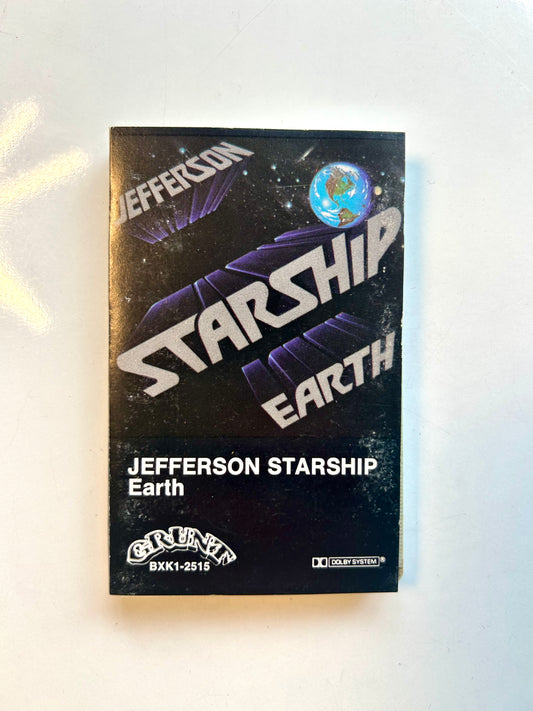 JEFFERSON
STARSHIP
EARTH
JEFFERSON STARSHIP
Earth
GRUNT
BXK1-2515
DOLBY SYSTEM®